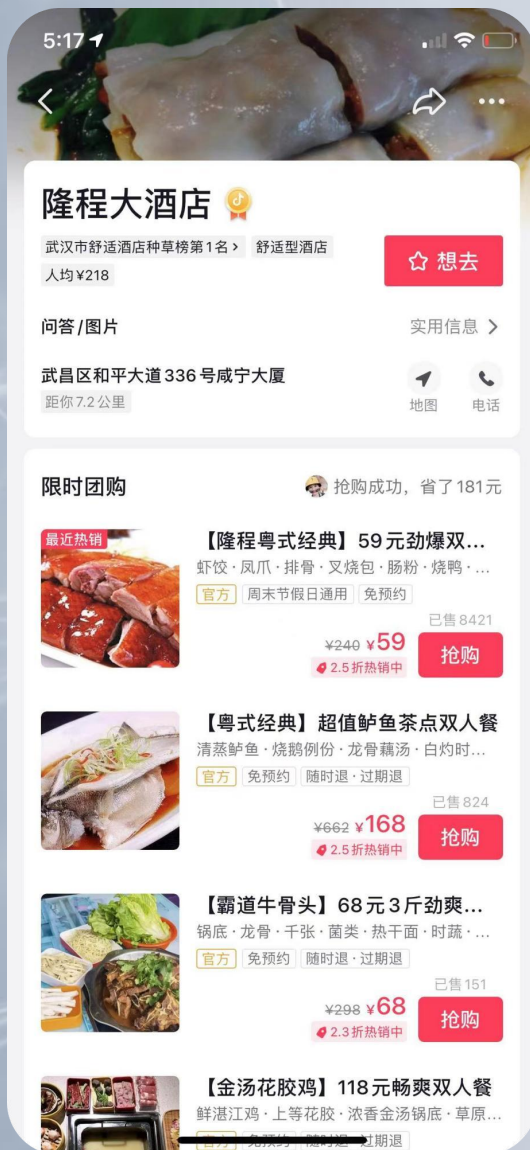 5:17
隆程大酒店
武汉市舒适酒店种草榜第1名>
舒适型酒店
人均¥218
想去
问答/图片
实用信息
武昌区和平大道336号咸宁大厦
距你7.2公里
地图
电话
限时团购
抢购成功，省了181元
最近热销
【隆程粤式经典】59元劲爆双...
虾饺·凤爪·排骨·叉烧包·肠粉·烧鸭·...
官方 周末节假日通用 免预约
已售8421
¥240 ¥59
2.5折热销中
抢购
【粤式经典】超值鲈鱼茶点双人餐
清蒸鲈鱼·烧鹅例份·龙骨藕汤·白灼时...
官方 免预约 随时退·过期退
已售824
¥662 ¥168
2.5折热销中
抢购
【霸道牛骨头】68元3斤劲爽...
锅底·龙骨·千张·菌类·热干面·时蔬·...
官方 免预约 随时退·过期退
已售151
¥298 ¥68
2.3折热销中
抢购
【金汤花胶鸡】118元畅爽双人餐
鲜湛江鸡·上等花胶·浓香金汤锅底·草原...
官方 免预约 随时退·过期退